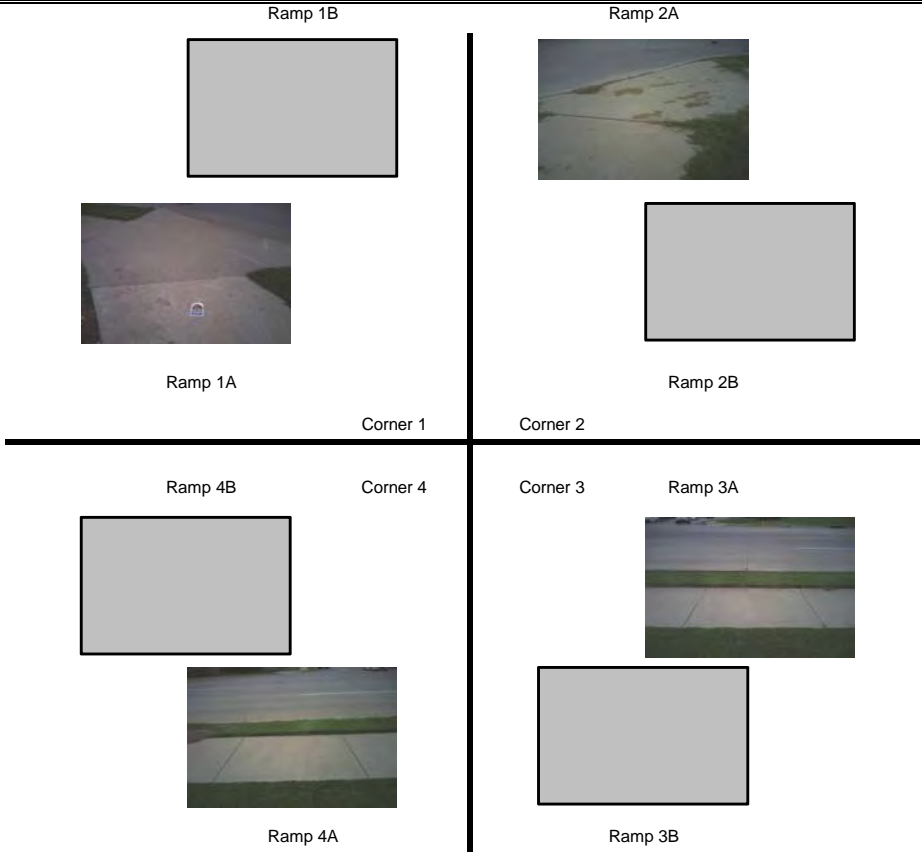 Ramp 1B Ramp 2A
Ramp 1A Ramp 2B
Corner 1 Corner 2
Ramp 4B Corner 4 Corner 3 Ramp 3A
Ramp 4A Ramp 3B